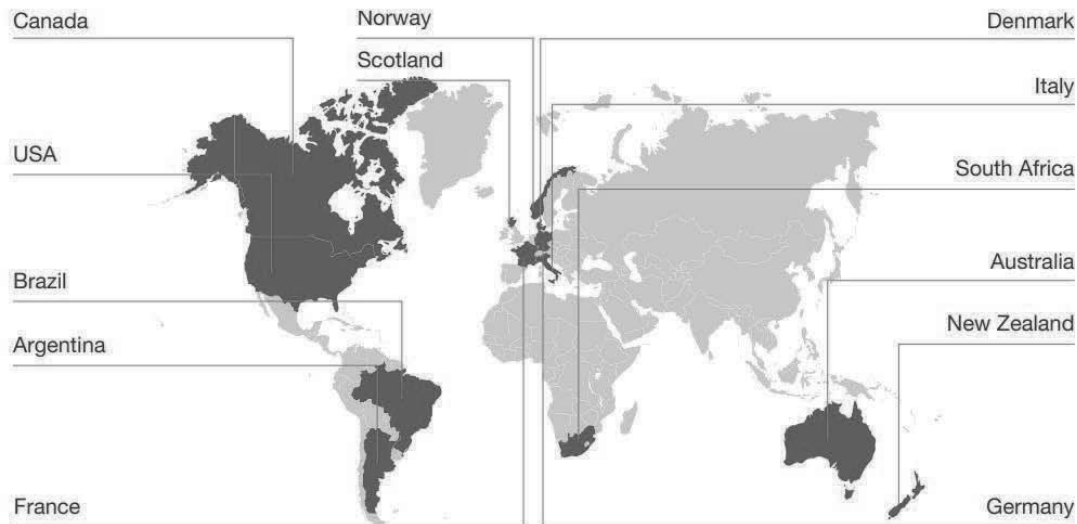 Canada
Norway
Denmark
Scotland
Italy
USA
South Africa
Australia
Brazil
New Zealand
Argentina
France
Germany